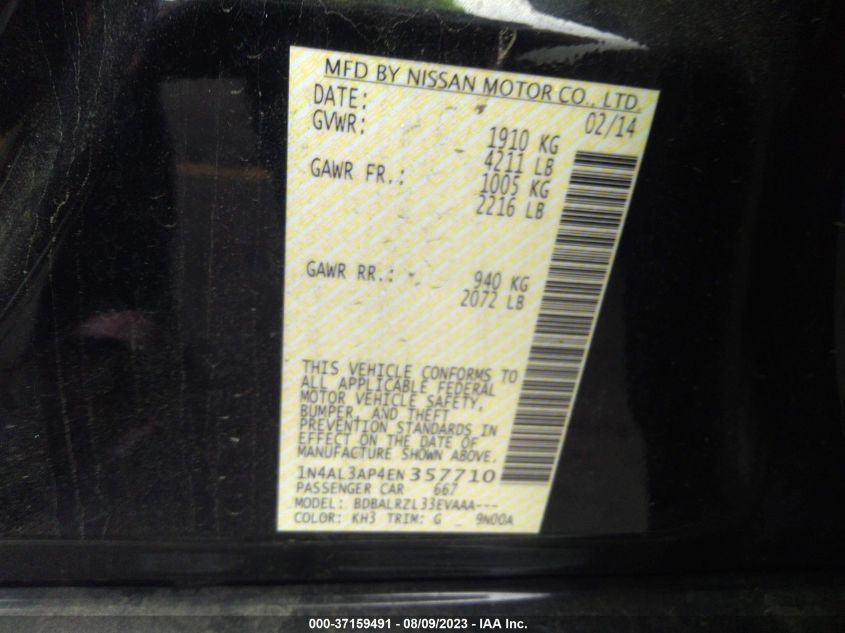 MFD BY NISSAN MOTOR CO., LTD.
DATE: 02/14
GVWR: 1910 KG
4211 LB
GAWR FR.: 1005 KG
2216 LB
GAWR RR.: 940 KG
2072 LB
THIS VEHICLE CONFORMS TO
ALL APPLICABLE FEDERAL
MOTOR VEHICLE SAFETY,
BUMPER, AND THEFT
PREVENTION STANDARDS IN
EFFECT ON THE DATE OF
MANUFACTURE SHOWN ABOVE.
1N4AL3AP4EN357710
PASSENGER CAR 667
MODEL: BDBALRZL33EVAAA---
COLOR: KH3 TRIM: G 9N00A
000-37159491 - 08/09/2023 - IAA Inc.